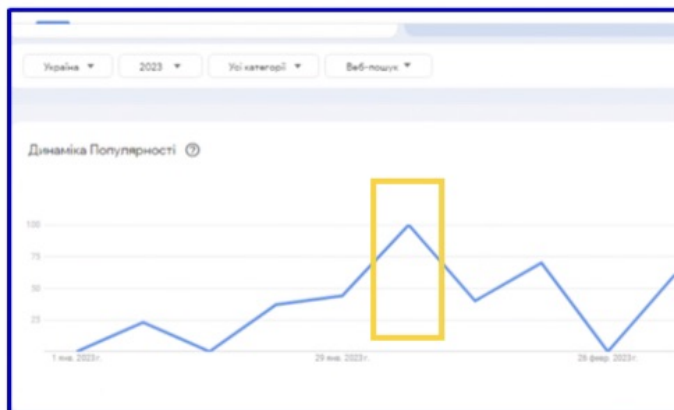 Україна 2023 Усі категорії Веб-пошук
Динаміка Популярності
100
75
50
25
1 янв. 2023 г. 29 янв. 2023 г. 26 февр. 2023 г.